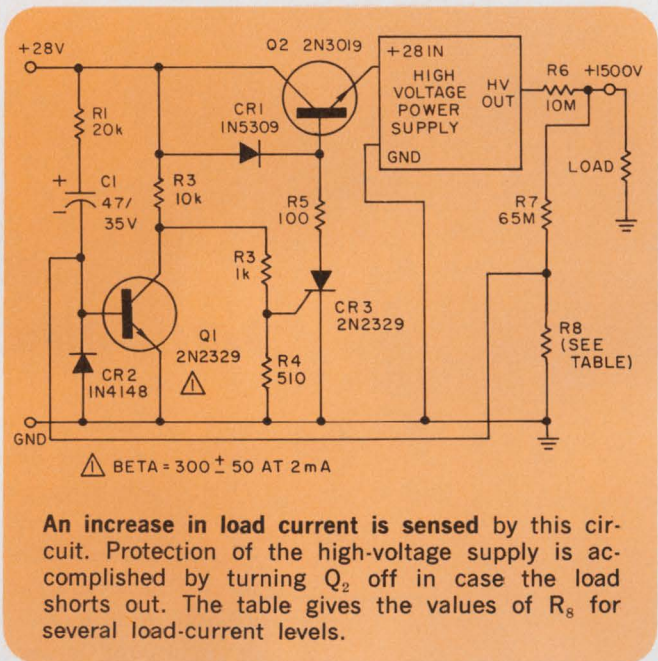 +28V
Q2 2N3019
+28 IN
HIGH
VOLTAGE
POWER
SUPPLY
HV
OUT
GND
R6
10M
+1500V
LOAD
R1
20k
CR1
1N5309
+
C1
47/
35V
−
R3
10k
R5
100
R7
65M
R3
1k
CR3
2N2329
Q1
2N2329
⚠
1
R4
510
R8
(SEE
TABLE)
CR2
1N4148
GND
1
BETA = 300 ± 50 AT 2mA
An increase in load current is sensed by this cir-
cuit. Protection of the high-voltage supply is ac-
complished by turning Q₂ off in case the load
shorts out. The table gives the values of R₈ for
several load-current levels.